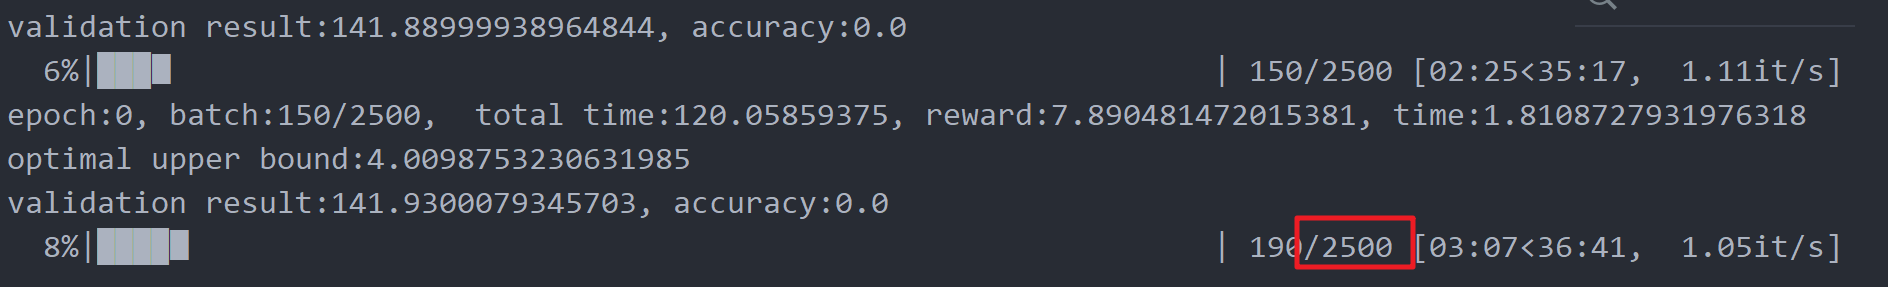 validation result:141.88999938964844, accuracy:0.0
6%|████▌ | 150/2500 [02:25<35:17, 1.11it/s]
epoch:0, batch:150/2500, total time:120.05859375, reward:7.890481472015381, time:1.8108727931976318
optimal upper bound:4.0098753230631985
validation result:141.9300079345703, accuracy:0.0
8%|█████ | 190/2500 [03:07<36:41, 1.05it/s]